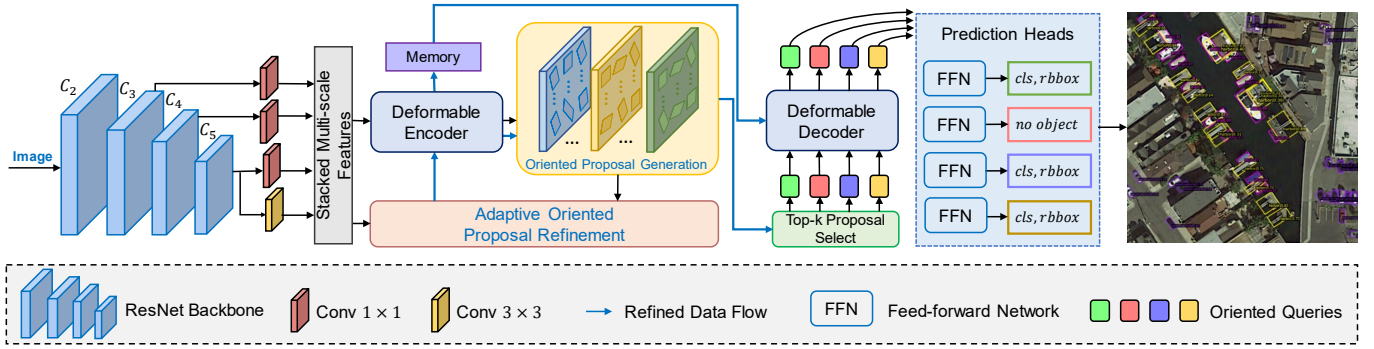 Image
C₂
C₃
C₄
C₅
Stacked Multi-scale
Features
Memory
Deformable
Encoder
... ...
Oriented Proposal Generation
Adaptive Oriented
Proposal Refinement
Deformable
Decoder
Top-k Proposal
Select
Prediction Heads
FFN cls, rbbox
FFN no object
FFN cls, rbbox
FFN cls, rbbox
ResNet Backbone
Conv 1 × 1
Conv 3 × 3
Refined Data Flow
FFN
Feed-forward Network
Oriented Queries